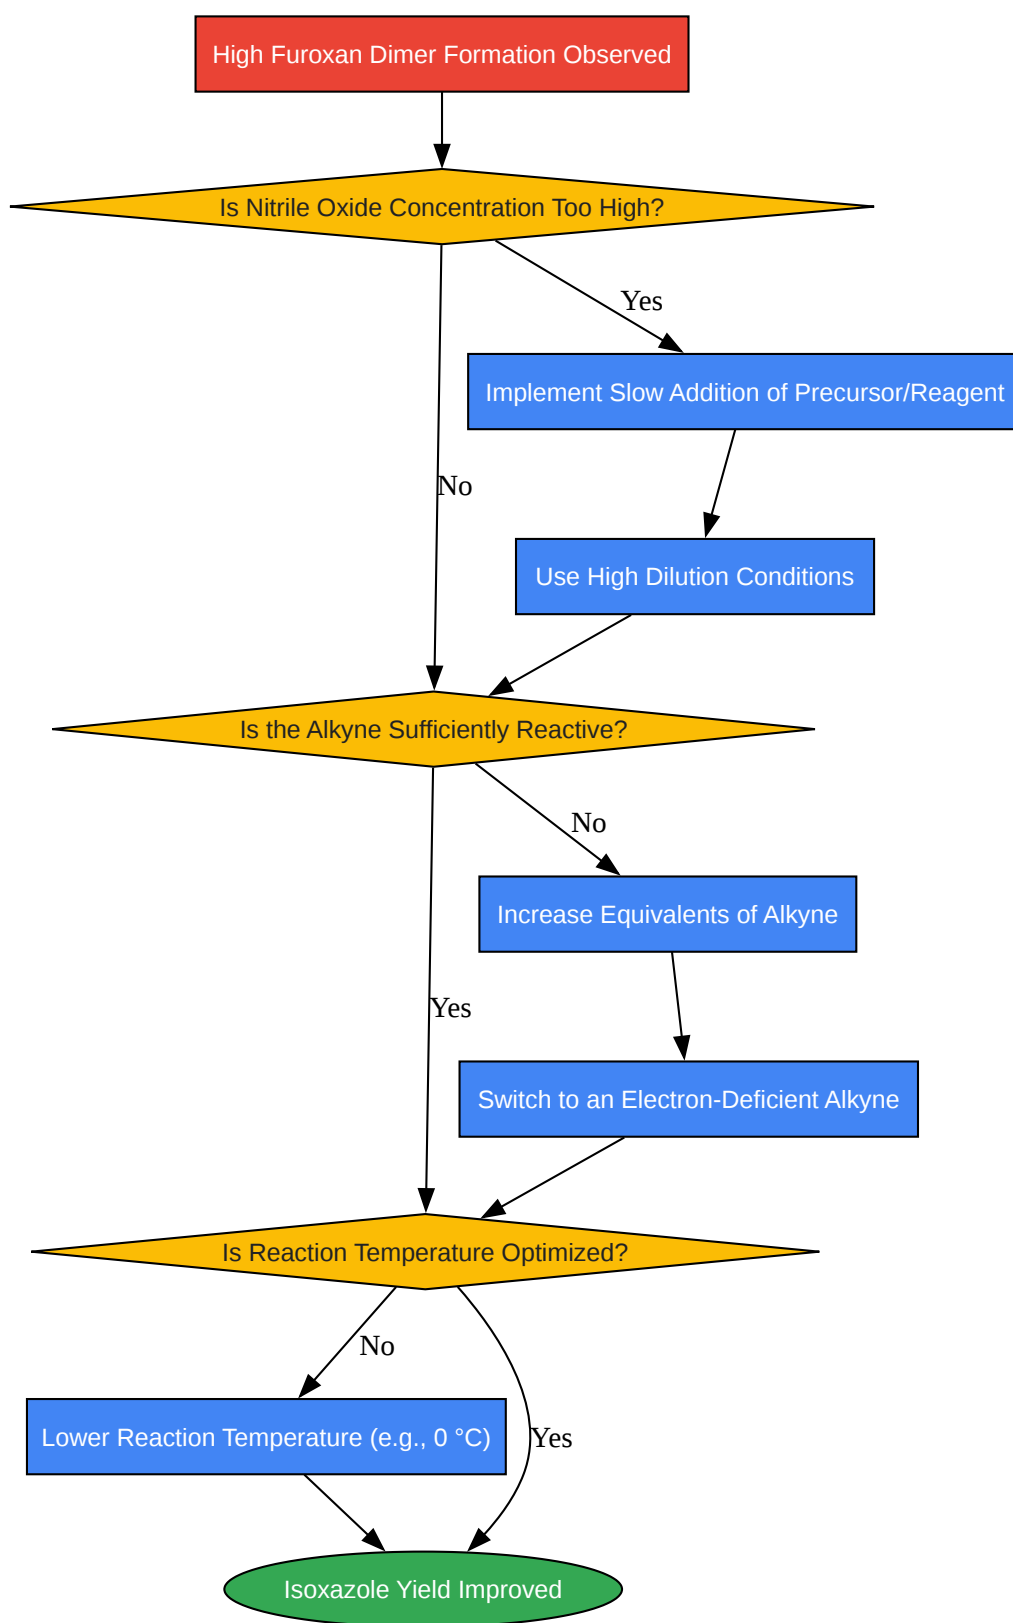 High Furoxan Dimer Formation Observed
Is Nitrile Oxide Concentration Too High?
Yes
Implement Slow Addition of Precursor/Reagent
No
Use High Dilution Conditions
Is the Alkyne Sufficiently Reactive?
No
Increase Equivalents of Alkyne
Yes
Switch to an Electron-Deficient Alkyne
Is Reaction Temperature Optimized?
No
Lower Reaction Temperature (e.g., 0 °C)
Yes
Isoxazole Yield Improved